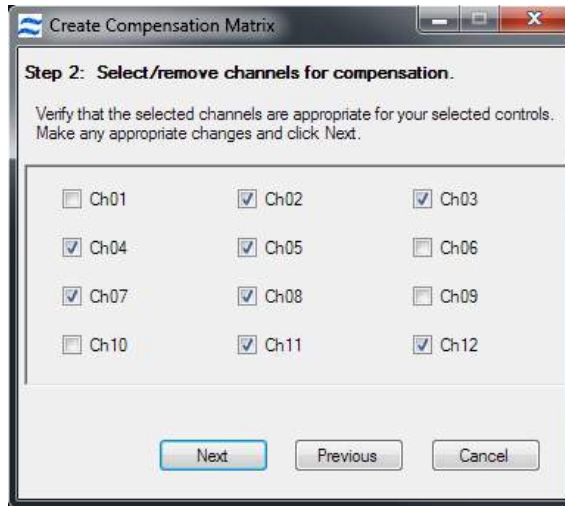 Create Compensation Matrix
Step 2: Select/remove channels for compensation.
Verify that the selected channels are appropriate for your selected controls.
Make any appropriate changes and click Next.
Ch01 Ch02 Ch03
Ch04 Ch05 Ch06
Ch07 Ch08 Ch09
Ch10 Ch11 Ch12
Next Previous Cancel